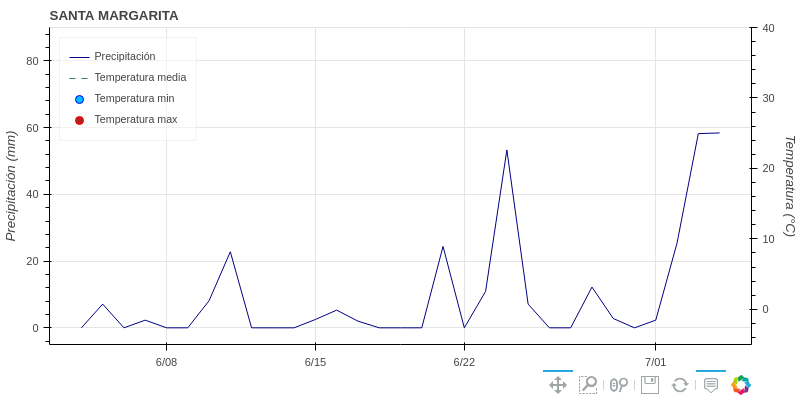 SANTA MARGARITA
Precipitación
Temperatura media
Temperatura min
Temperatura max
Precipitación (mm)
80
60
40
20
0
40
30
20
10
0
Temperatura (°C)
6/08
6/15
6/22
7/01